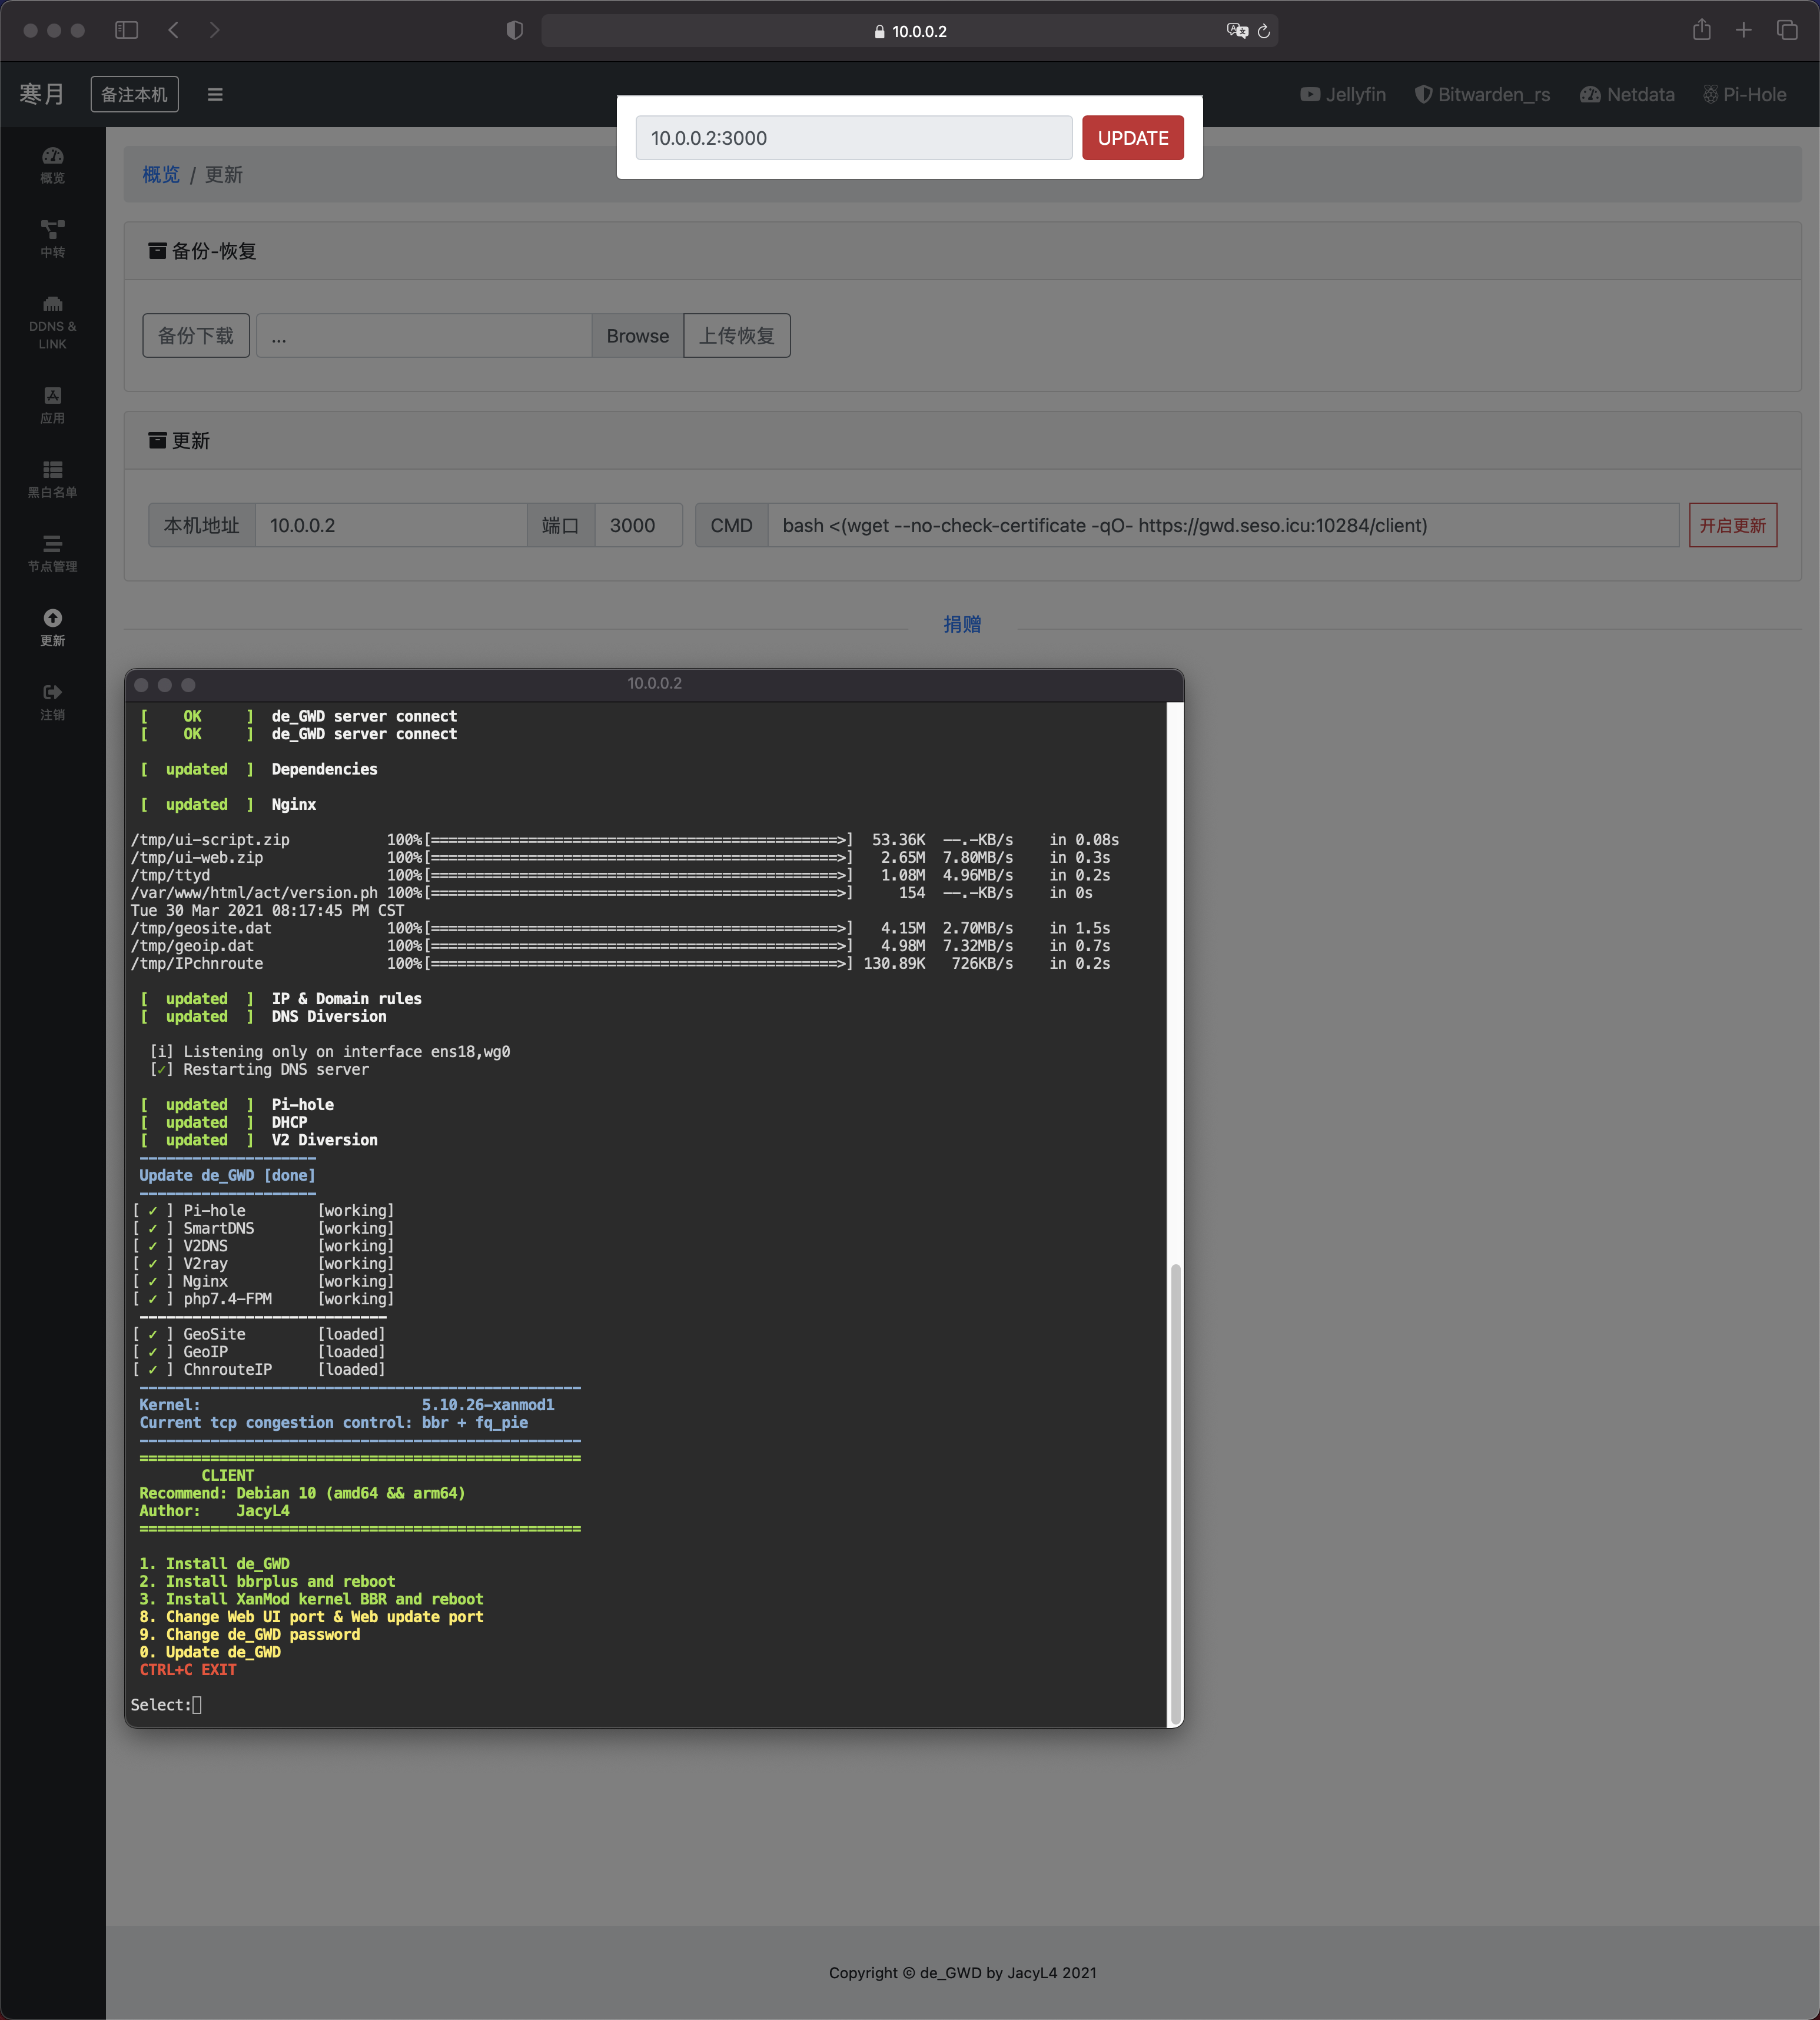 10.0.0.2
寒月
备注本机
Jellyfin
Bitwarden_rs
Netdata
Pi-Hole
10.0.0.2:3000
UPDATE
概览
中转
DDNS &
LINK
应用
黑白名单
节点管理
更新
注销
概览 / 更新
备份-恢复
备份下载
...
Browse
上传恢复
更新
本机地址
10.0.0.2
端口
3000
CMD
bash <(wget --no-check-certificate -qO- https://gwd.seso.icu:10284/client)
开启更新
捐赠
10.0.0.2
[    OK     ]  de_GWD server connect
[    OK     ]  de_GWD server connect
[  updated  ]  Dependencies
[  updated  ]  Nginx
/tmp/ui-script.zip           100%[==============================================>]  53.36K  --.-KB/s    in 0.08s
/tmp/ui-web.zip              100%[==============================================>]   2.65M  7.80MB/s    in 0.3s
/tmp/ttyd                    100%[==============================================>]   1.08M  4.96MB/s    in 0.2s
/var/www/html/act/version.ph 100%[==============================================>]     154  --.-KB/s    in 0s
Tue 30 Mar 2021 08:17:45 PM CST
/tmp/geosite.dat             100%[==============================================>]   4.15M  2.70MB/s    in 1.5s
/tmp/geoip.dat               100%[==============================================>]   4.98M  7.32MB/s    in 0.7s
/tmp/IPchnroute              100%[==============================================>] 130.89K   726KB/s    in 0.2s
[  updated  ]  IP & Domain rules
[  updated  ]  DNS Diversion
[i] Listening only on interface ens18,wg0
[✓] Restarting DNS server
[  updated  ]  Pi-hole
[  updated  ]  DHCP
[  updated  ]  V2 Diversion
--------------------
Update de_GWD [done]
--------------------
[ ✓ ] Pi-hole        [working]
[ ✓ ] SmartDNS       [working]
[ ✓ ] V2DNS          [working]
[ ✓ ] V2ray          [working]
[ ✓ ] Nginx          [working]
[ ✓ ] php7.4-FPM     [working]
----------------------------
[ ✓ ] GeoSite        [loaded]
[ ✓ ] GeoIP          [loaded]
[ ✓ ] ChnrouteIP     [loaded]
--------------------------------------------------
Kernel:                         5.10.26-xanmod1
Current tcp congestion control: bbr + fq_pie
--------------------------------------------------
==================================================
CLIENT
Recommend: Debian 10 (amd64 && arm64)
Author:    JacyL4
==================================================
1. Install de_GWD
2. Install bbrplus and reboot
3. Install XanMod kernel BBR and reboot
8. Change Web UI port & Web update port
9. Change de_GWD password
0. Update de_GWD
CTRL+C EXIT
Select:
Copyright © de_GWD by JacyL4 2021